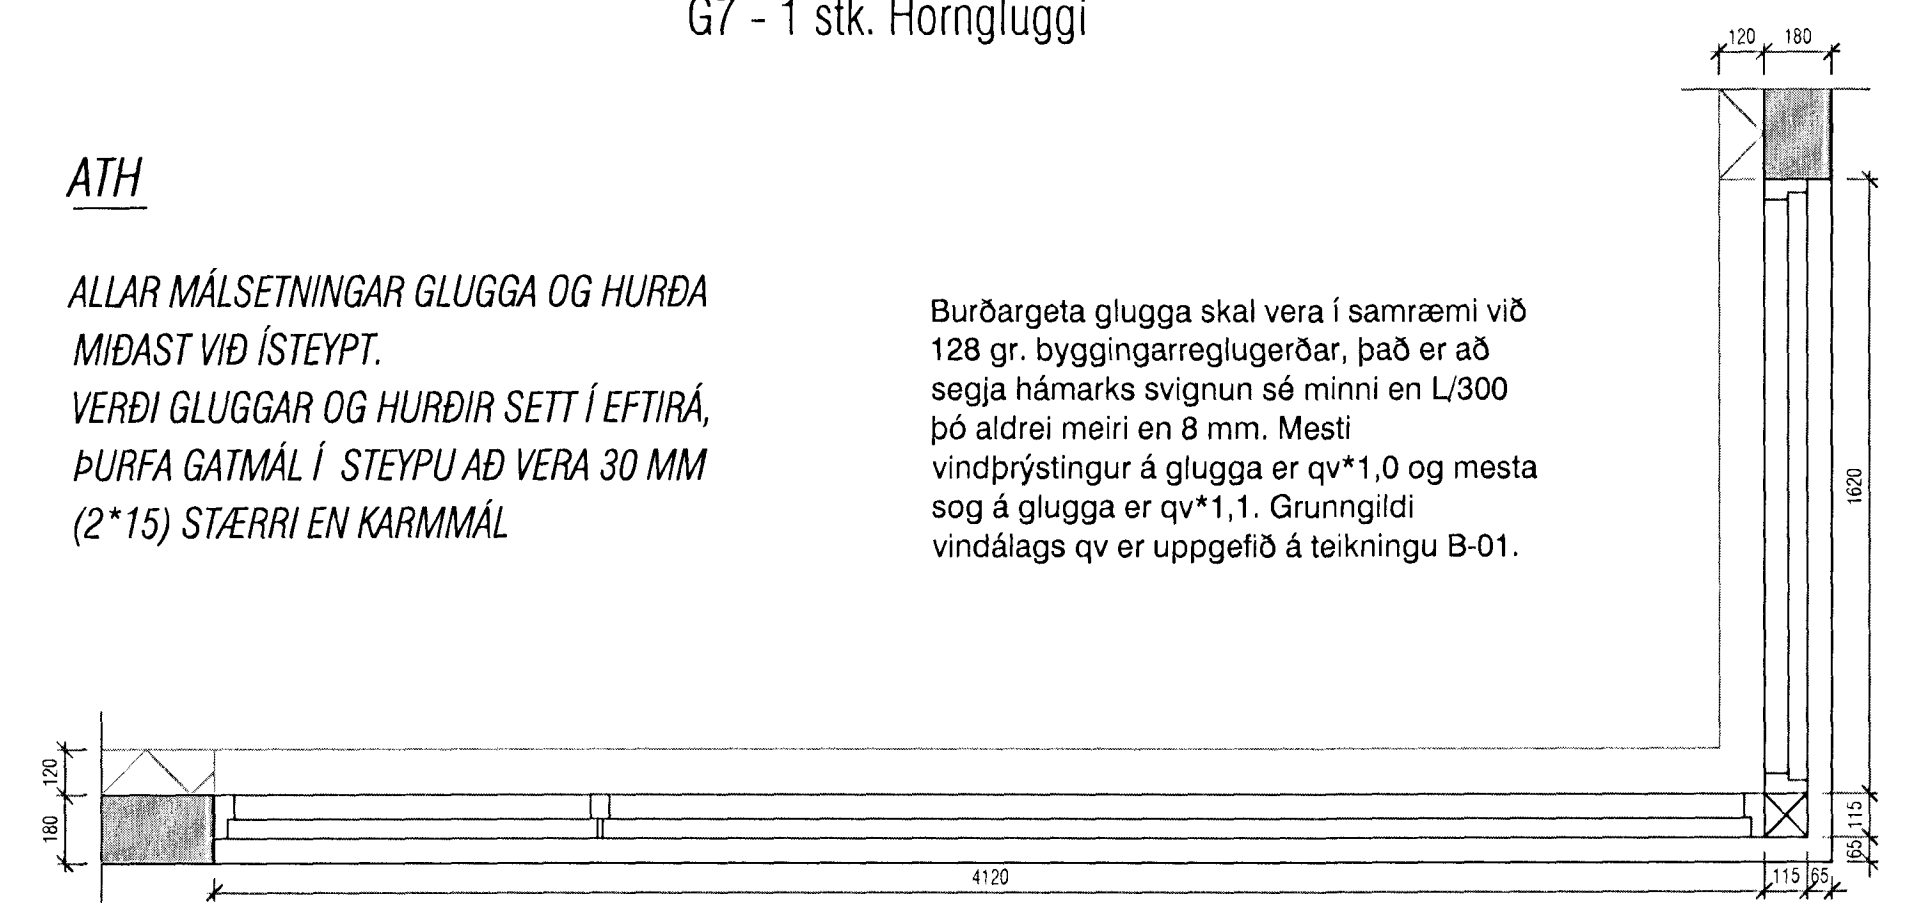 G7 - 1 stk. Horngluggi
120 180
ATH
ALLAR MÁLSETNINGAR GLUGGA OG HURÐA
MIÐAST VIÐ ÍSTEYPT.
VERÐI GLUGGAR OG HURÐIR SETT Í EFTIRÁ,
ÞURFA GATMÁL Í STEYPU AÐ VERA 30 MM
(2*15) STÆRRI EN KARMMÁL
Burðargeta glugga skal vera í samræmi við
128 gr. byggingarreglugerðar, það er að
segja hámarks svignun sé minni en L/300
þó aldrei meiri en 8 mm. Mesti
vindþrýstingur á glugga er qv*1,0 og mesta
sog á glugga er qv*1,1. Grunngildi
vindálags qv er uppgefið á teikningu B-01.
1620
120
180
115
65
4120
115 65